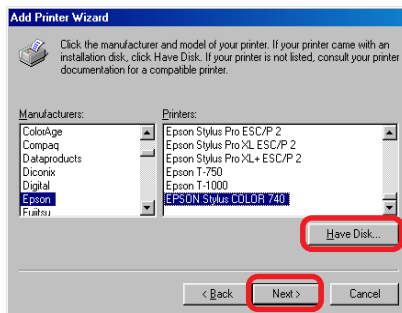 Add Printer Wizard
Click the manufacturer and model of your printer. If your printer came with an
installation disk, click Have Disk. If your printer is not listed, consult your printer
documentation for a compatible printer.
Manufacturers:
ColorAge
Compaq
Dataproducts
Diconix
Digital
Epson
Fujitsu
Printers:
Epson Stylus Pro ESC/P 2
Epson Stylus Pro XL ESC/P 2
Epson Stylus Pro XL+ ESC/P 2
Epson T-750
Epson T-1000
EPSON Stylus COLOR 740
Have Disk...
< Back
Next >
Cancel